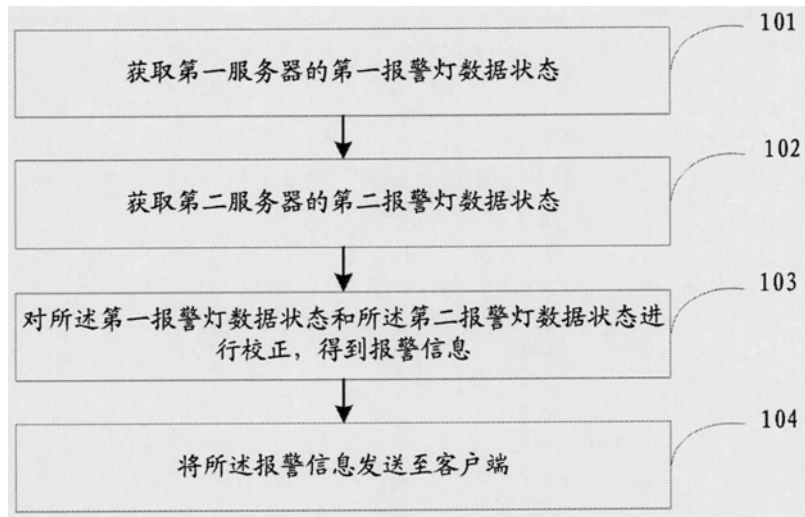 101
获取第一服务器的第一报警灯数据状态
102
获取第二服务器的第二报警灯数据状态
103
对所述第一报警灯数据状态和所述第二报警灯数据状态进
行校正，得到报警信息
104
将所述报警信息发送至客户端